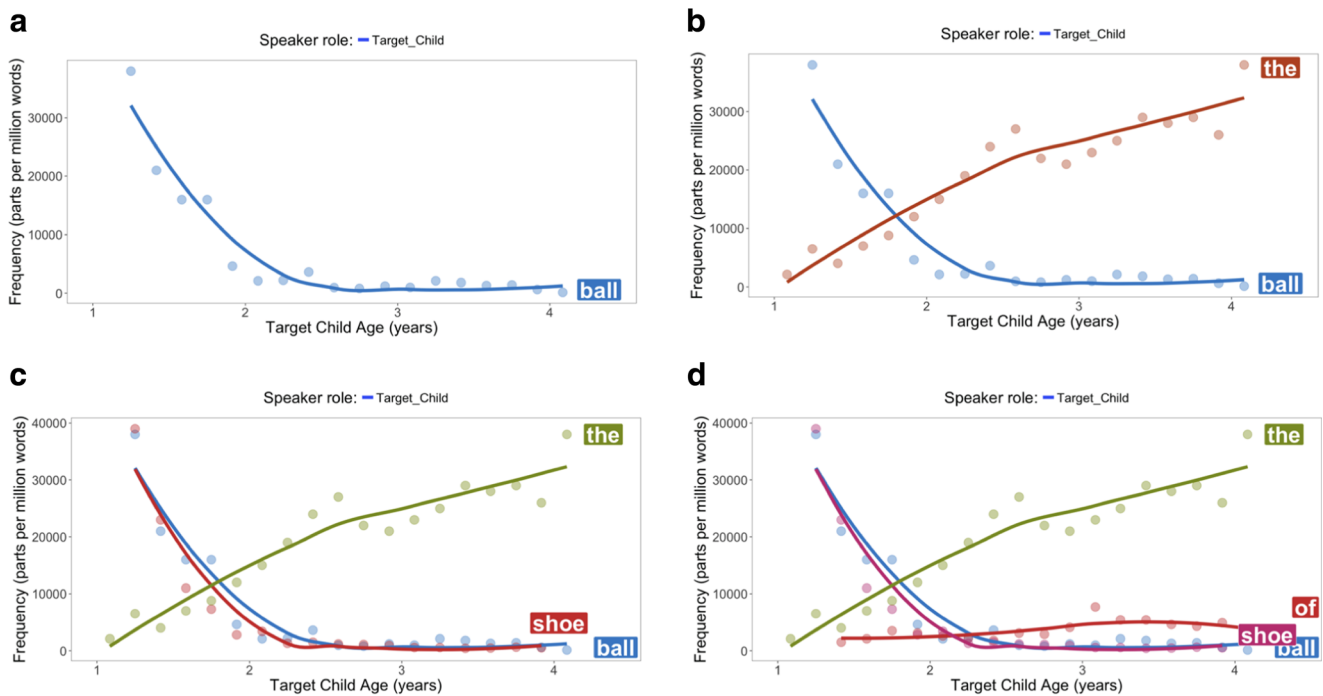 a
Speaker role: Target_Child
Frequency (parts per million words)
30000
20000
10000
0
ball
1 2 3 4
Target Child Age (years)
b
Speaker role: Target_Child
Frequency (parts per million words)
the
30000
20000
10000
0
ball
1 2 3 4
Target Child Age (years)
c
Speaker role: Target_Child
Frequency (parts per million words)
40000
the
30000
20000
10000
shoe
0
ball
1 2 3 4
Target Child Age (years)
d
Speaker role: Target_Child
Frequency (parts per million words)
40000
the
30000
20000
10000
of
shoe
0
ball
1 2 3 4
Target Child Age (years)